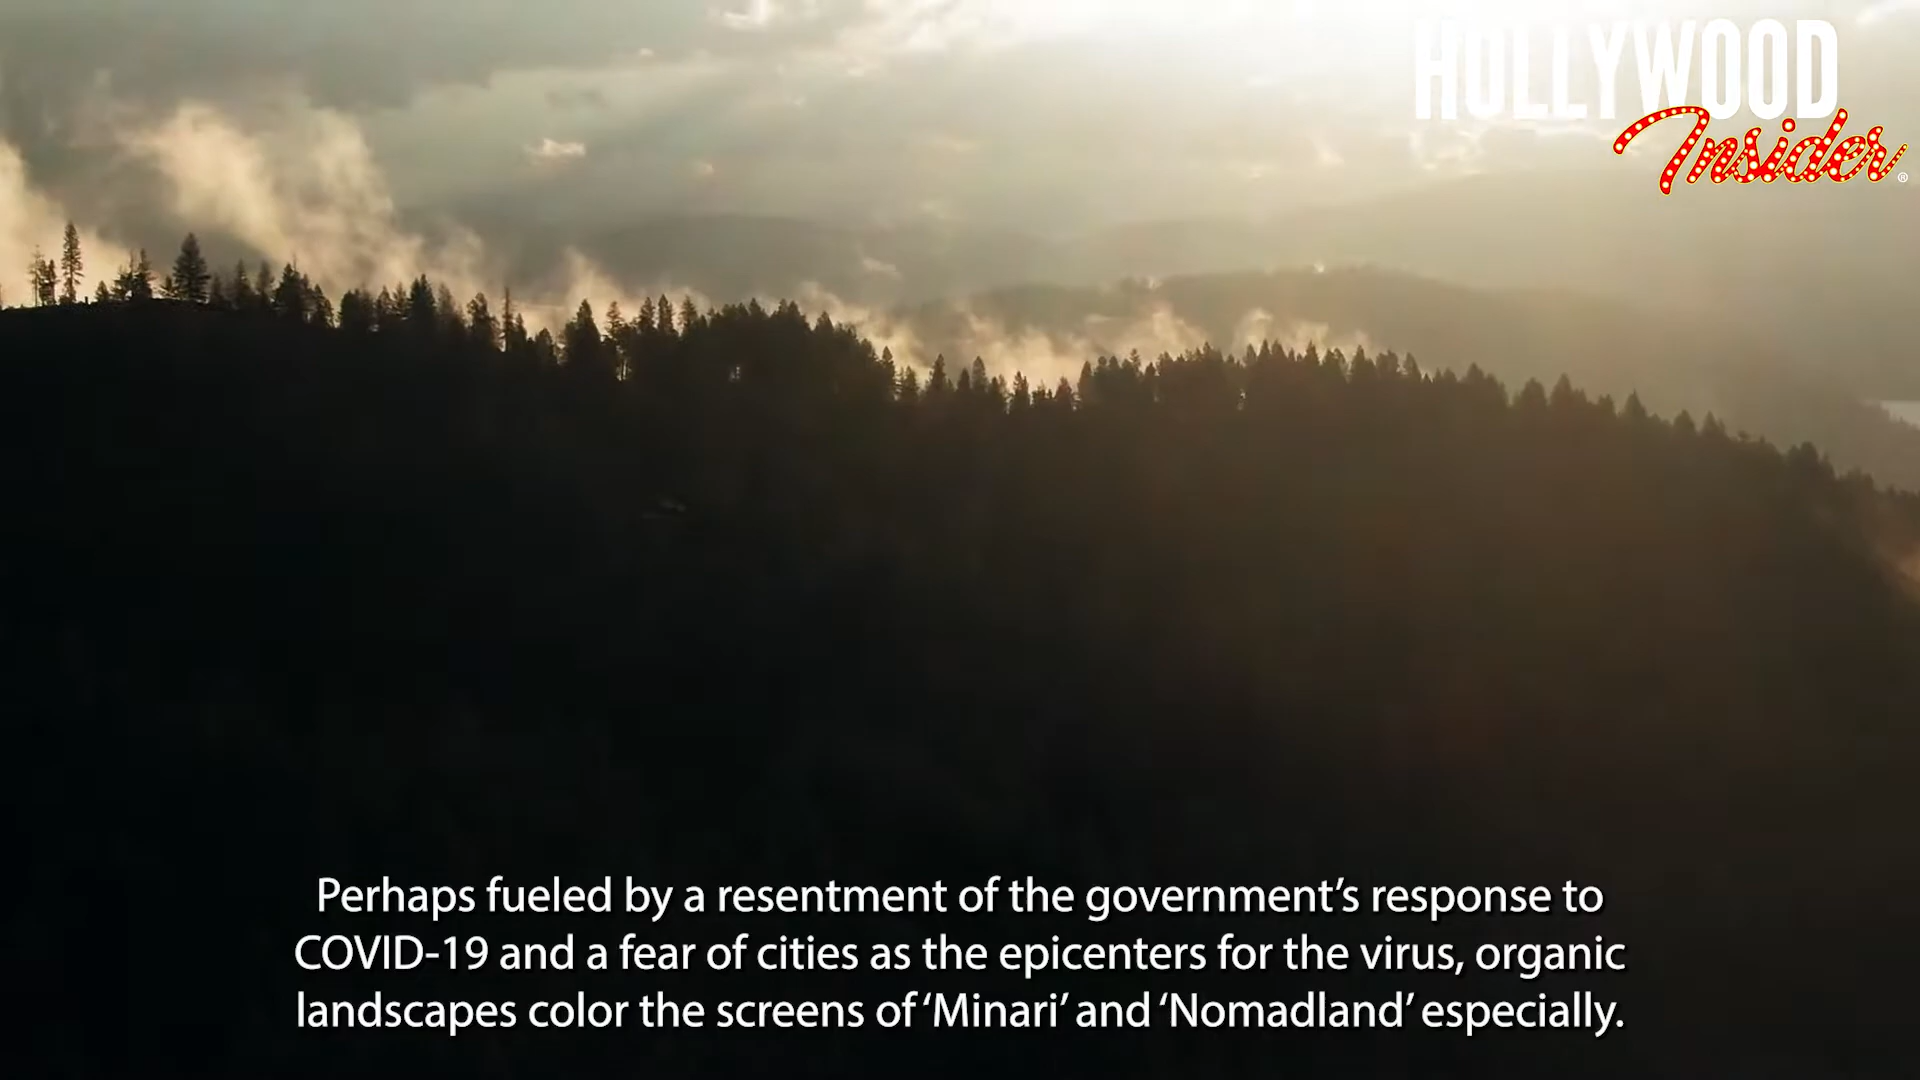 HOLLYWOOD
Insider®
Perhaps fueled by a resentment of the government’s response to
COVID-19 and a fear of cities as the epicenters for the virus, organic
landscapes color the screens of ‘Minari’ and ‘Nomadland’ especially.